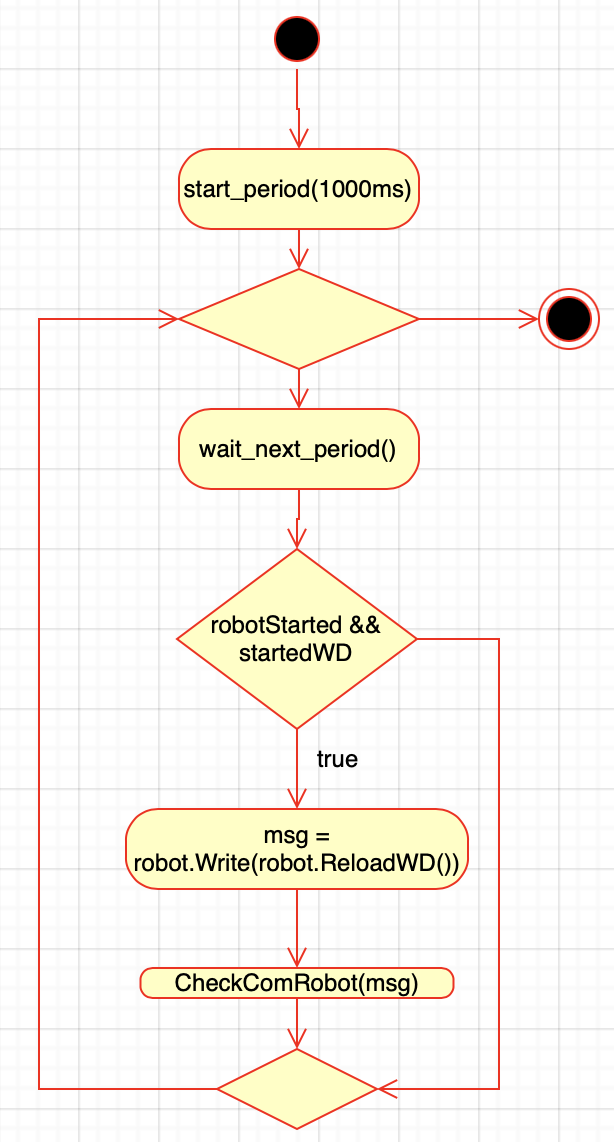 start_period(1000ms)
wait_next_period()
robotStarted &&
startedWD
true
msg =
robot.Write(robot.ReloadWD())
CheckComRobot(msg)